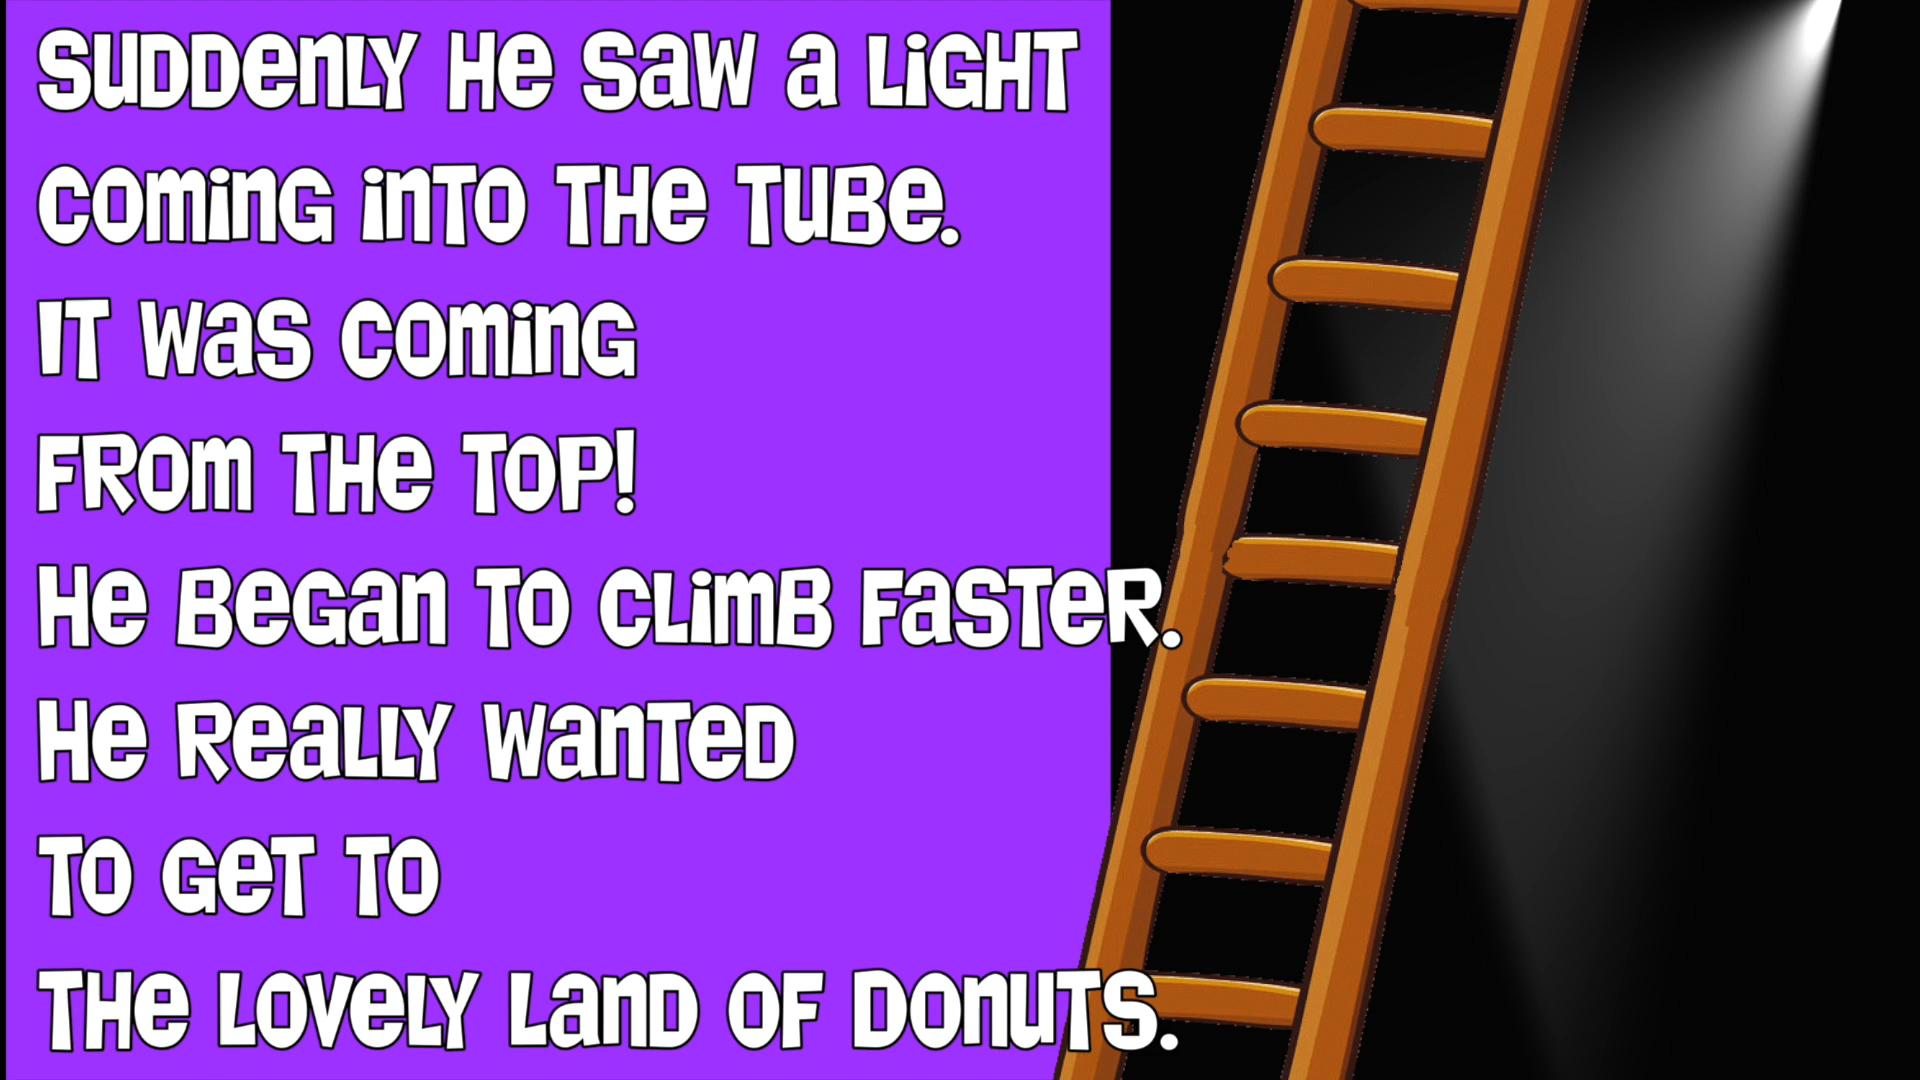 Suddenly he saw a light
coming into the tube.
It was coming
from the top!
He began to climb faster.
He really wanted
to get to
the Lovely Land of Donuts.